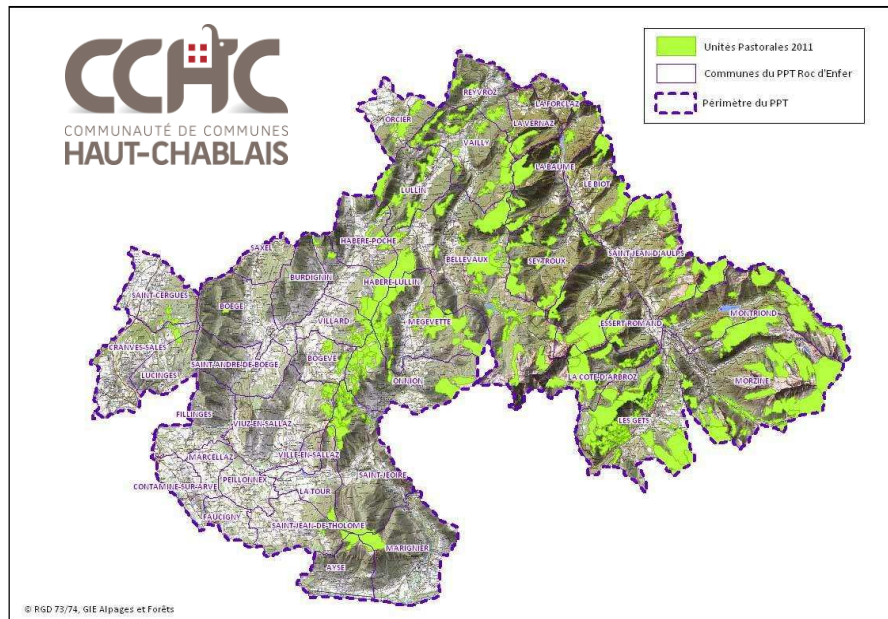 CCHC
COMMUNAUTÉ DE COMMUNES
HAUT-CHABLAIS
Unités Pastorales 2011
Communes du PPT Roc d'Enfer
Périmètre du PPT
REYVROZ
LA FORCLAZ
ORCIER
LA VERNAZ
VAILLY
LA BAUME
LE BIOT
LULLIN
HABERE-POCHE
SAINT JEAN D'AULPS
SAXEL
BELLEVAUX
SEYTROUX
BURDIGNIN
HABERE-LULLIN
SAINT-CERGUES
BOEGE
VILLARD
MEGEVETTE
ESSERT ROMAND
MONTRIOND
CRANVES-SALES
BOGEVE
SAINT-ANDRE-DE-BOEGE
LUCINGES
ONNION
LA COTE-D'ARBROZ
MORZINE
FILLINGES
VIUZ-EN-SALLAZ
LES GETS
MARCELLAZ
VILLE-EN-SALLAZ
SAINT-JEOIRE
PEILLONNEX
CONTAMINE-SUR-ARVE
LA TOUR
FAUCIGNY
SAINT-JEAN-DE-THOLOME
MARIGNIER
AYSE
© RGD 73/74, GIE Alpages et Forêts